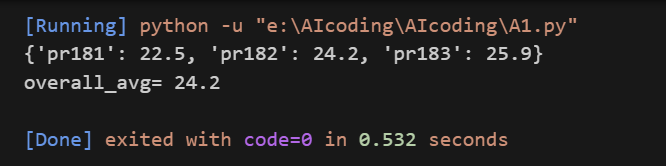 [Running] python -u "e:\AIcoding\AIcoding\A1.py"
{'pr181': 22.5, 'pr182': 24.2, 'pr183': 25.9}
overall_avg= 24.2
[Done] exited with code=0 in 0.532 seconds